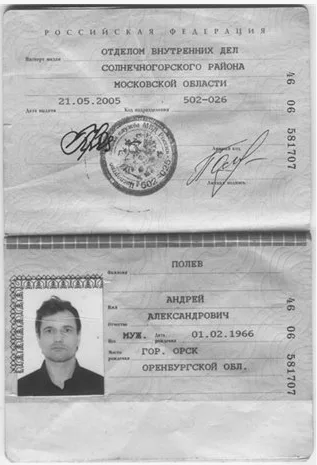 РОССИЙСКАЯ ФЕДЕРАЦИЯ
Паспорт выдан
ОТДЕЛОМ ВНУТРЕННИХ ДЕЛ
СОЛНЕЧНОГОРСКОГО РАЙОНА
МОСКОВСКОЙ ОБЛАСТИ
Дата выдачи 21.05.2005 Код подразделения 502-026
46 06 581707
Личный код
Личная подпись
502-026
Фамилия ПОЛЕВ
Имя АНДРЕЙ
Отчество АЛЕКСАНДРОВИЧ
Пол МУЖ. Дата рождения 01.02.1966
Место рождения ГОР. ОРСК
ОРЕНБУРГСКОЙ ОБЛ.
46 06 581707